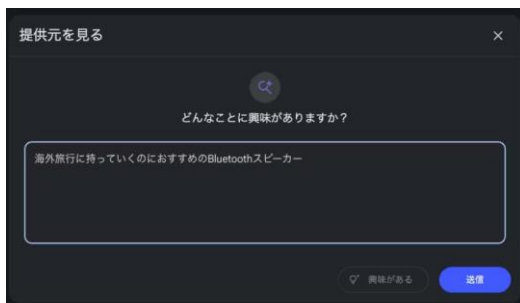 提供元を見る
どんなことに興味がありますか？
海外旅行に持っていくのにおすすめのBluetoothスピーカー
興味がある
送信